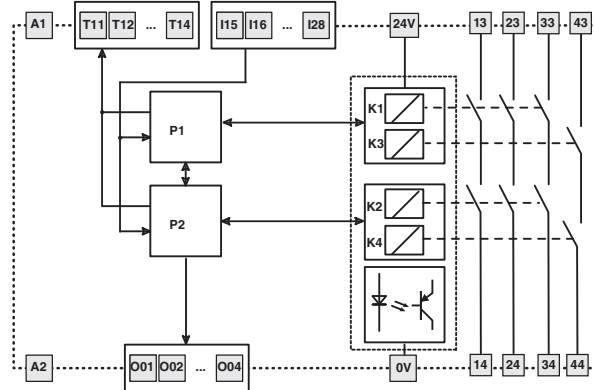 A1 T11 T12 ... T14 I15 I16 ... I28 24V 13 23 33 43
K1
P1
K3
K2
P2
K4
A2 O01 O02 ... O04 0V 14 24 34 44